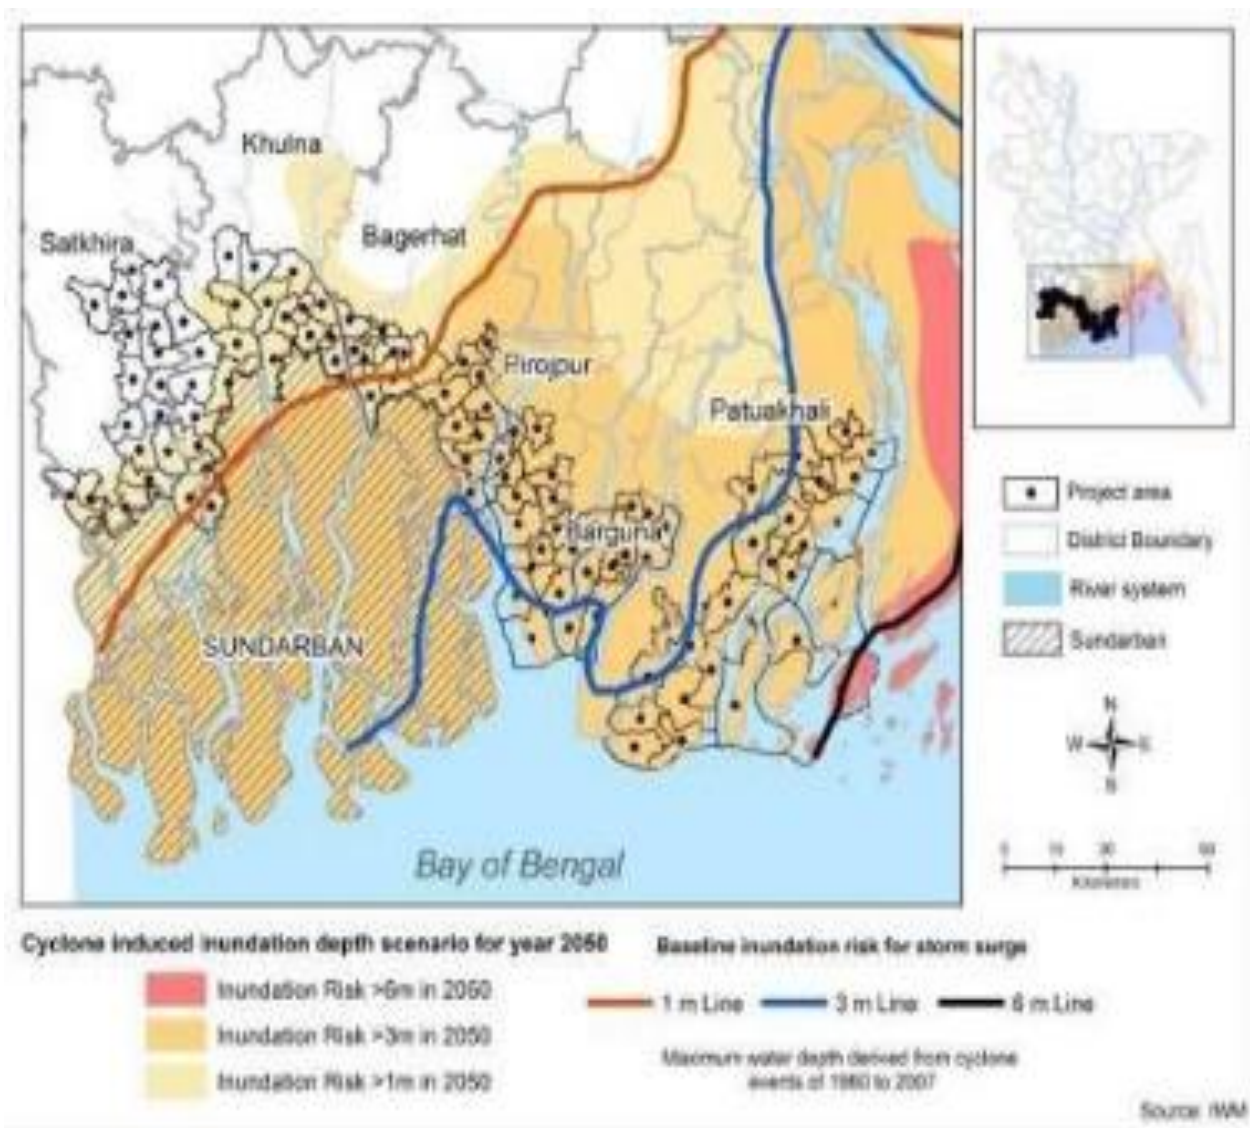 Khulna
Satkhira
Bagerhat
Pirojpur
Patuakhali
Barguna
SUNDARBAN
Bay of Bengal
Project area
District Boundary
River system
Sundarban
N
W E
S
0
60
Kilometres
Cyclone induced inundation depth scenario for year 2050
Inundation Risk >6m in 2050
Inundation Risk >3m in 2050
Inundation Risk >1m in 2050
Baseline inundation risk for storm surge
1 m Line 3 m Line 6 m Line
Maximum water depth derived from cyclone
events of 1960 to 2007
Source: IWM